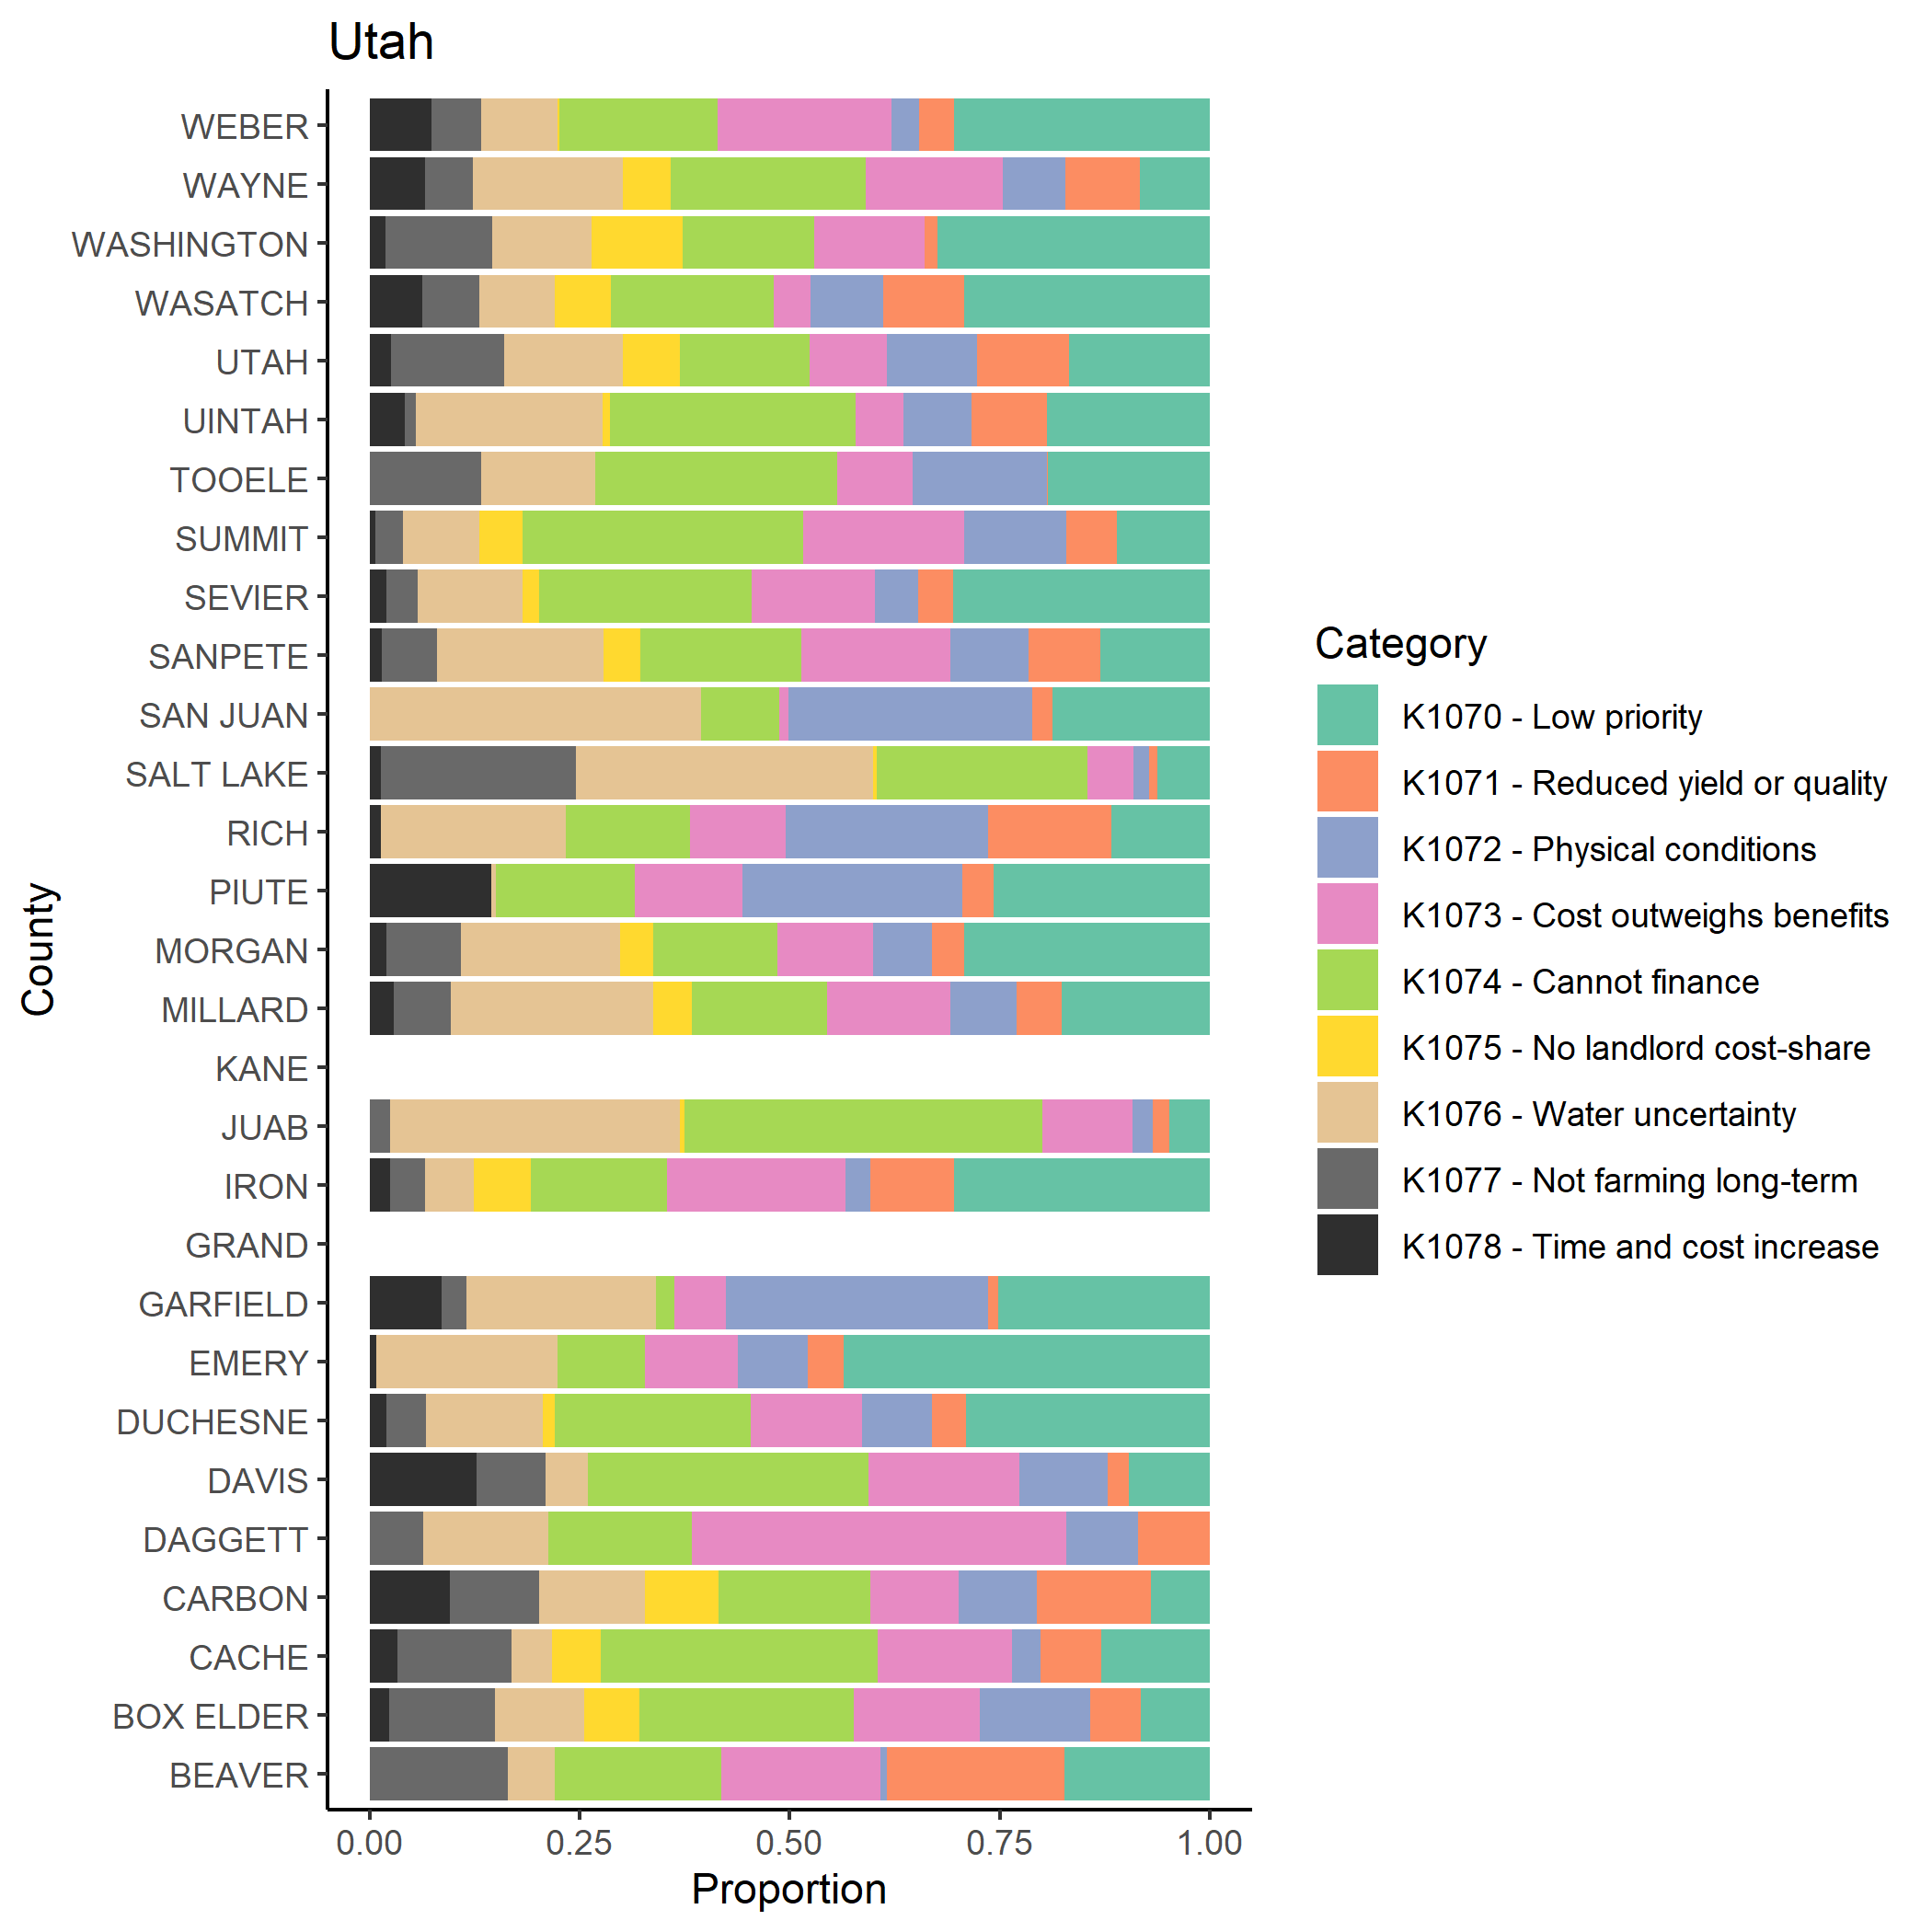 Utah
WEBER
WAYNE
WASHINGTON
WASATCH
UTAH
UINTAH
TOOELE
SUMMIT
SEVIER
SANPETE
SAN JUAN
SALT LAKE
RICH
PIUTE
MORGAN
MILLARD
KANE
JUAB
IRON
GRAND
GARFIELD
EMERY
DUCHESNE
DAVIS
DAGGETT
CARBON
CACHE
BOX ELDER
BEAVER
County
0.00 0.25 0.50 0.75 1.00
Proportion
Category
K1070 - Low priority
K1071 - Reduced yield or quality
K1072 - Physical conditions
K1073 - Cost outweighs benefits
K1074 - Cannot finance
K1075 - No landlord cost-share
K1076 - Water uncertainty
K1077 - Not farming long-term
K1078 - Time and cost increase